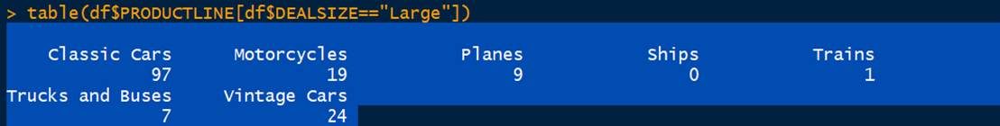 > table(df$PRODUCTLINE[df$DEALSIZE=="Large"])
Classic Cars Motorcycles Planes Ships Trains
97 19 9 0 1
Trucks and Buses Vintage Cars
7 24